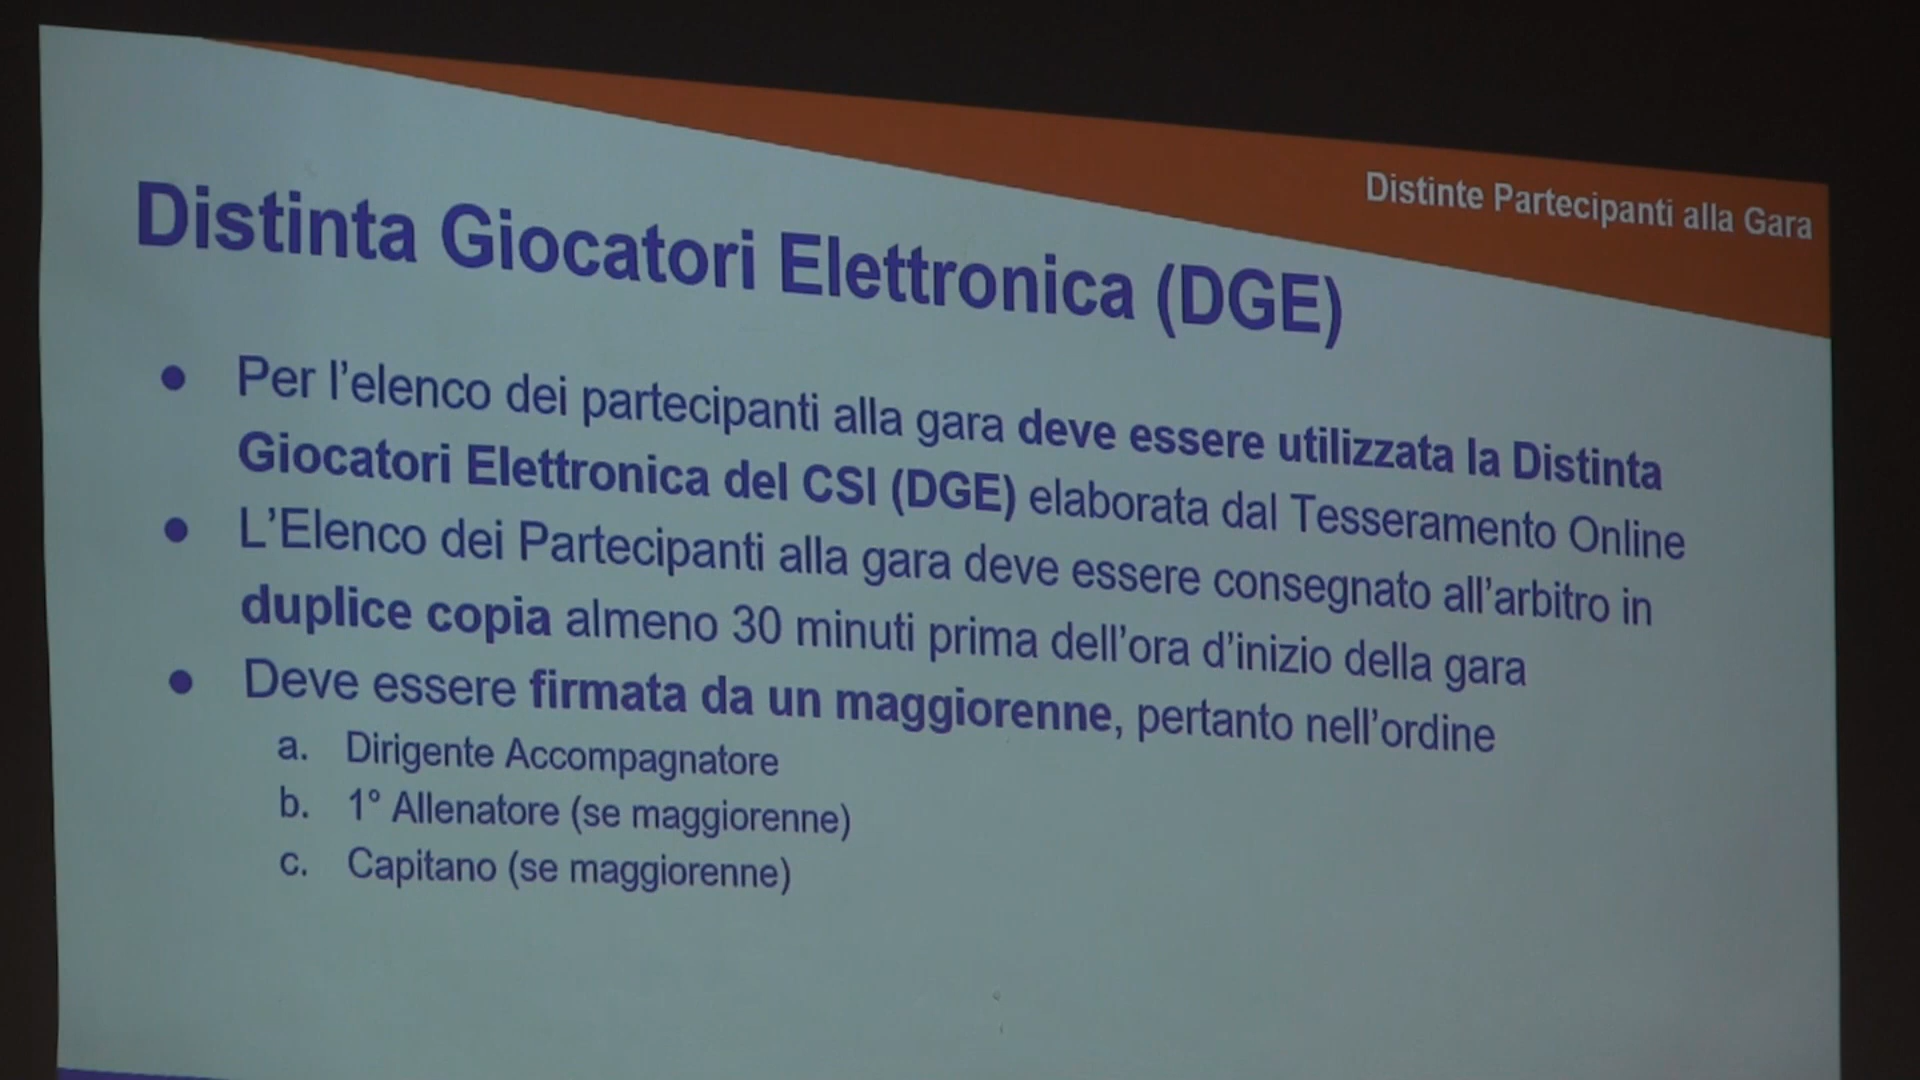 Distinte Partecipanti alla Gara
Distinta Giocatori Elettronica (DGE)
● Per l'elenco dei partecipanti alla gara deve essere utilizzata la Distinta
Giocatori Elettronica del CSI (DGE) elaborata dal Tesseramento Online
● L'Elenco dei Partecipanti alla gara deve essere consegnato all'arbitro in
duplice copia almeno 30 minuti prima dell'ora d'inizio della gara
● Deve essere firmata da un maggiorenne, pertanto nell'ordine
a. Dirigente Accompagnatore
b. 1° Allenatore (se maggiorenne)
c. Capitano (se maggiorenne)